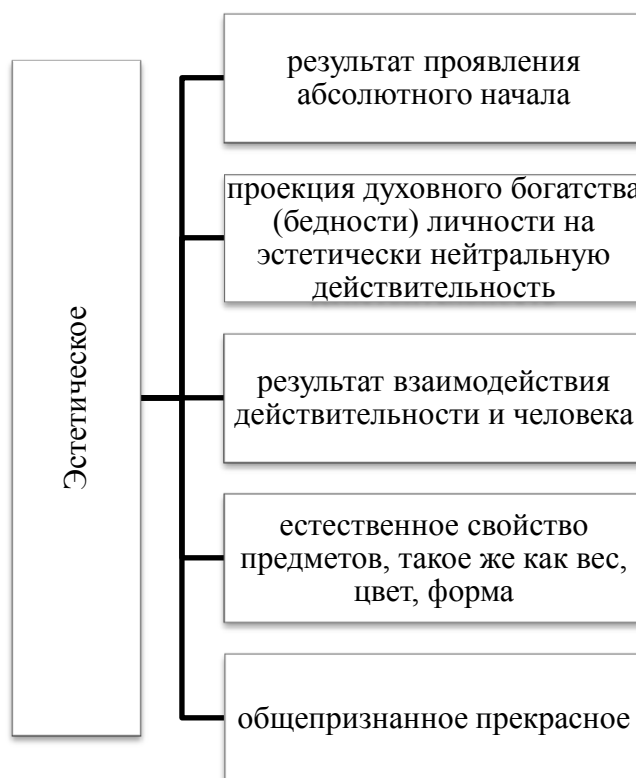 Эстетическое
результат проявления
абсолютного начала
проекция духовного богатства
(бедности) личности на
эстетически нейтральную
действительность
результат взаимодействия
действительности и человека
естественное свойство
предметов, такое же как вес,
цвет, форма
общепризнанное прекрасное